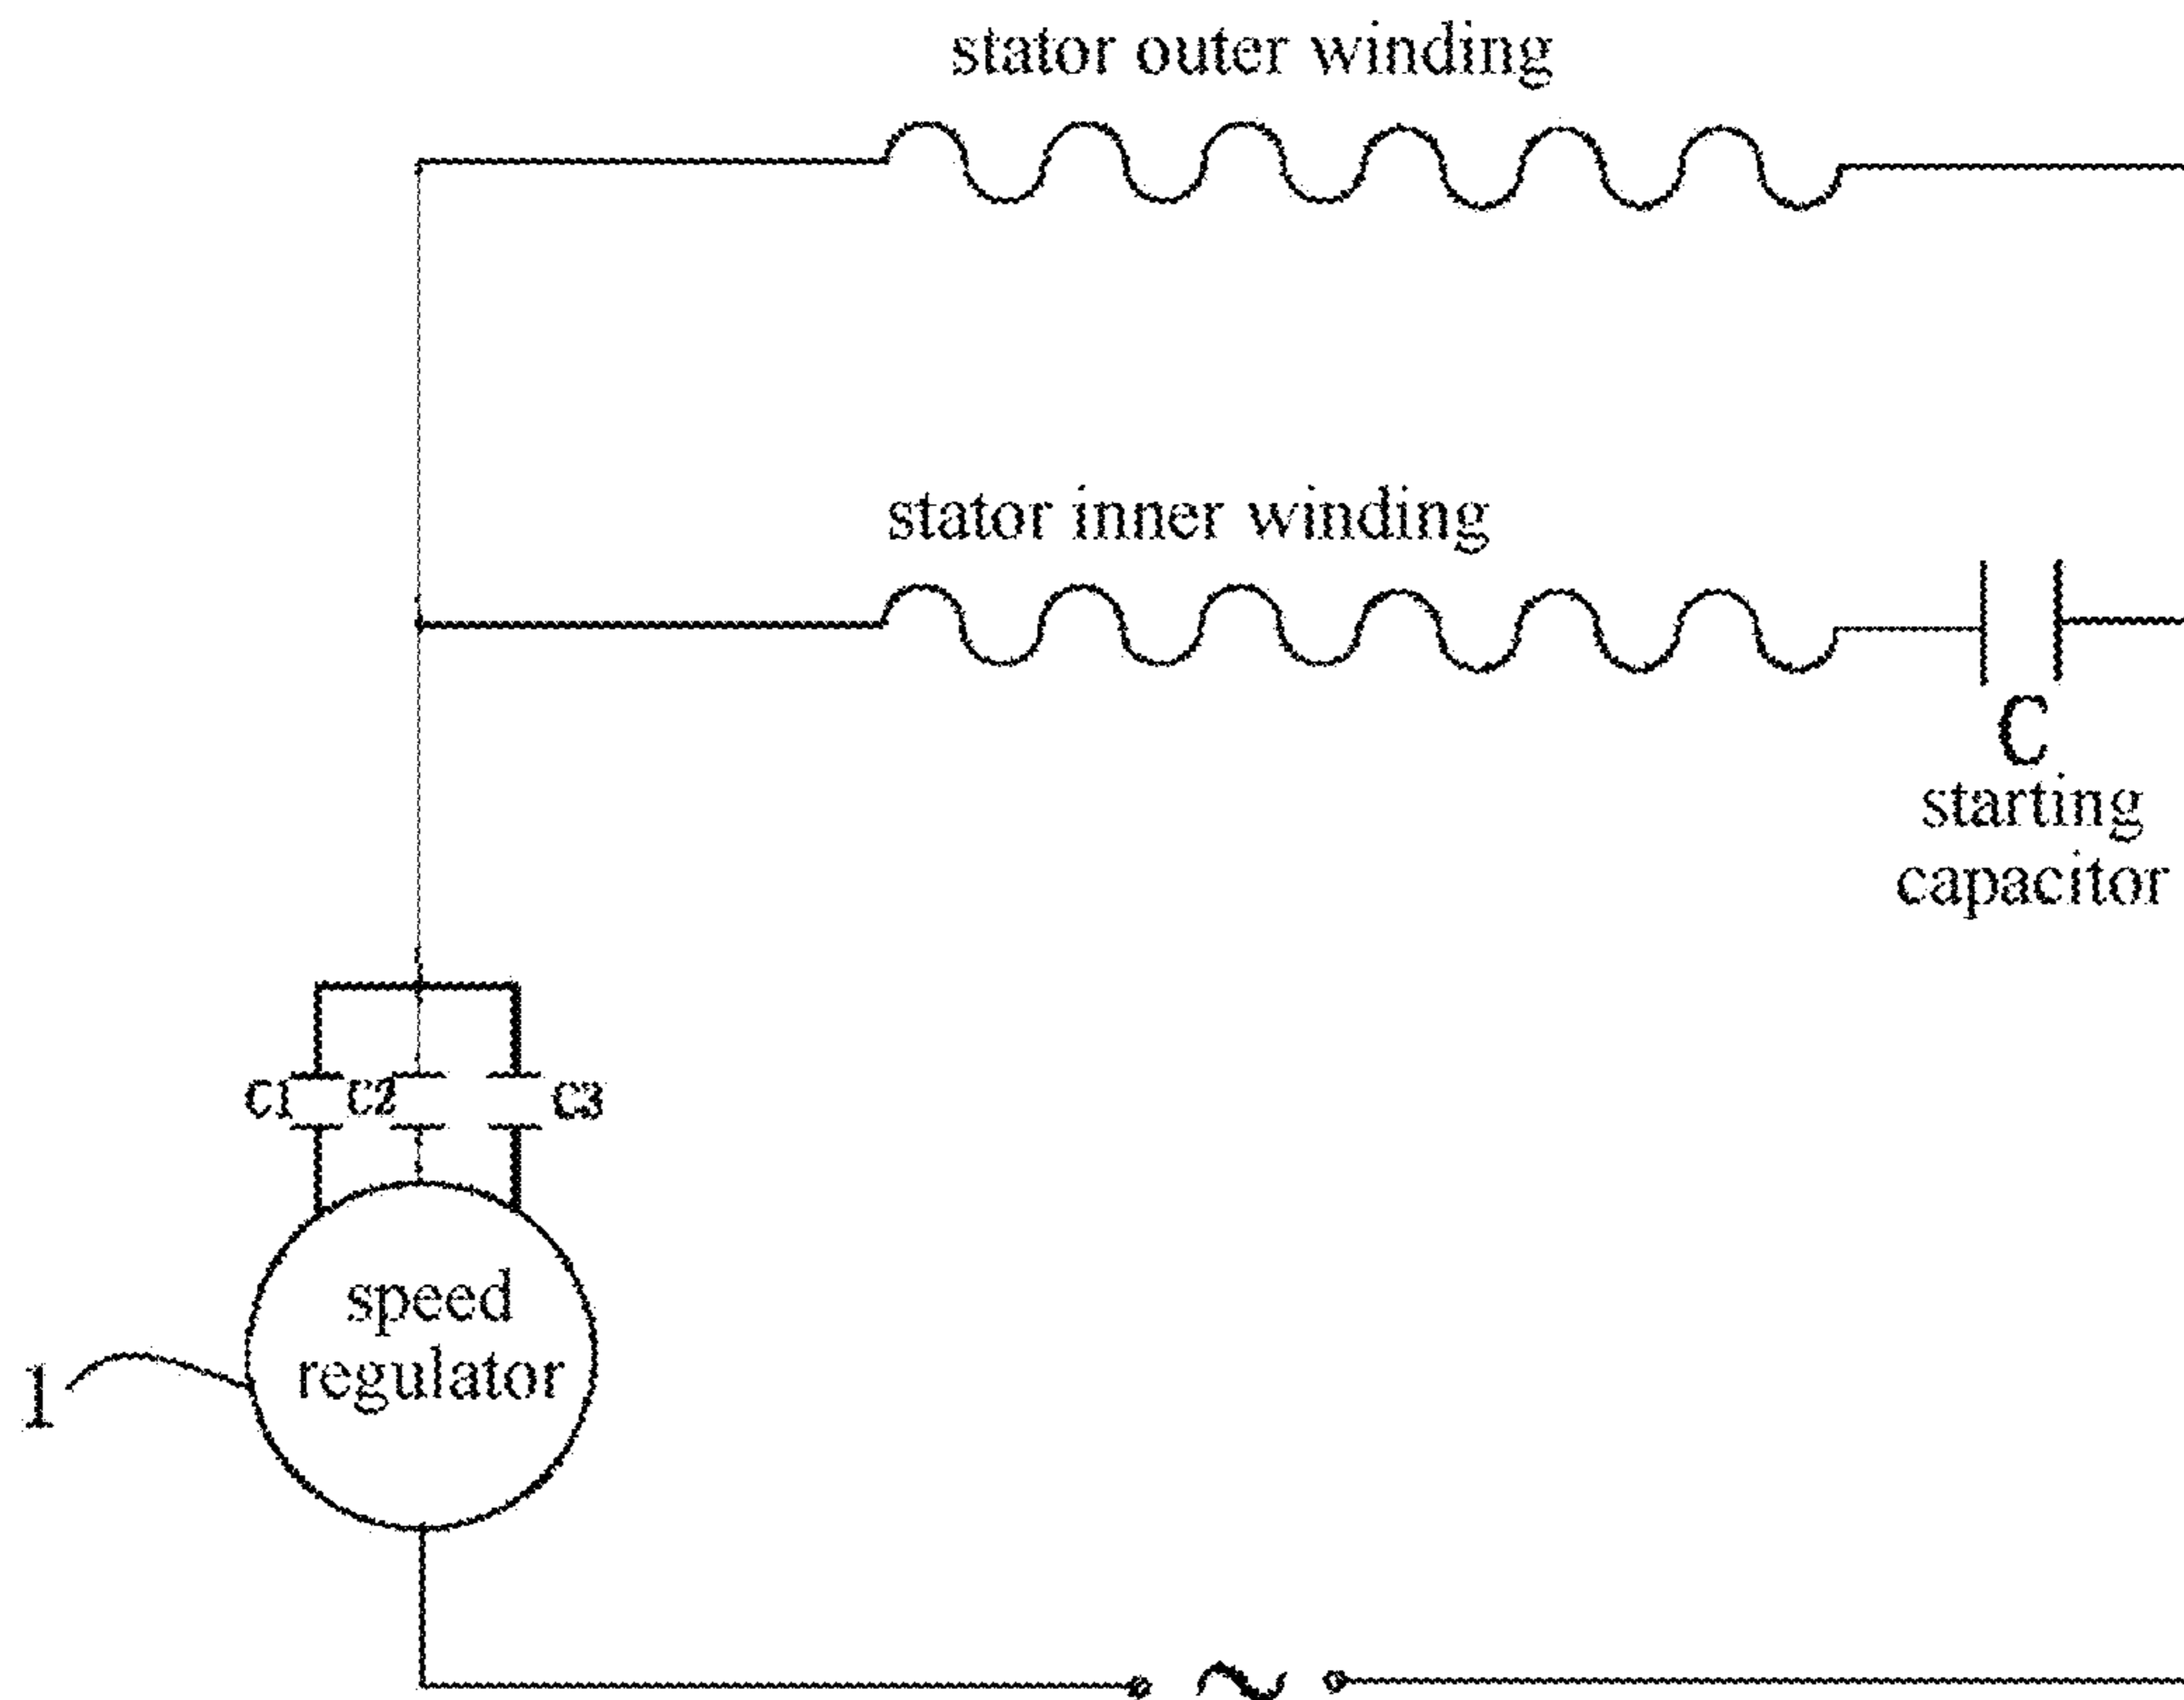 stator outer winding
stator inner winding
C
starting
capacitor
C1 C2 C3
speed
regulator
1